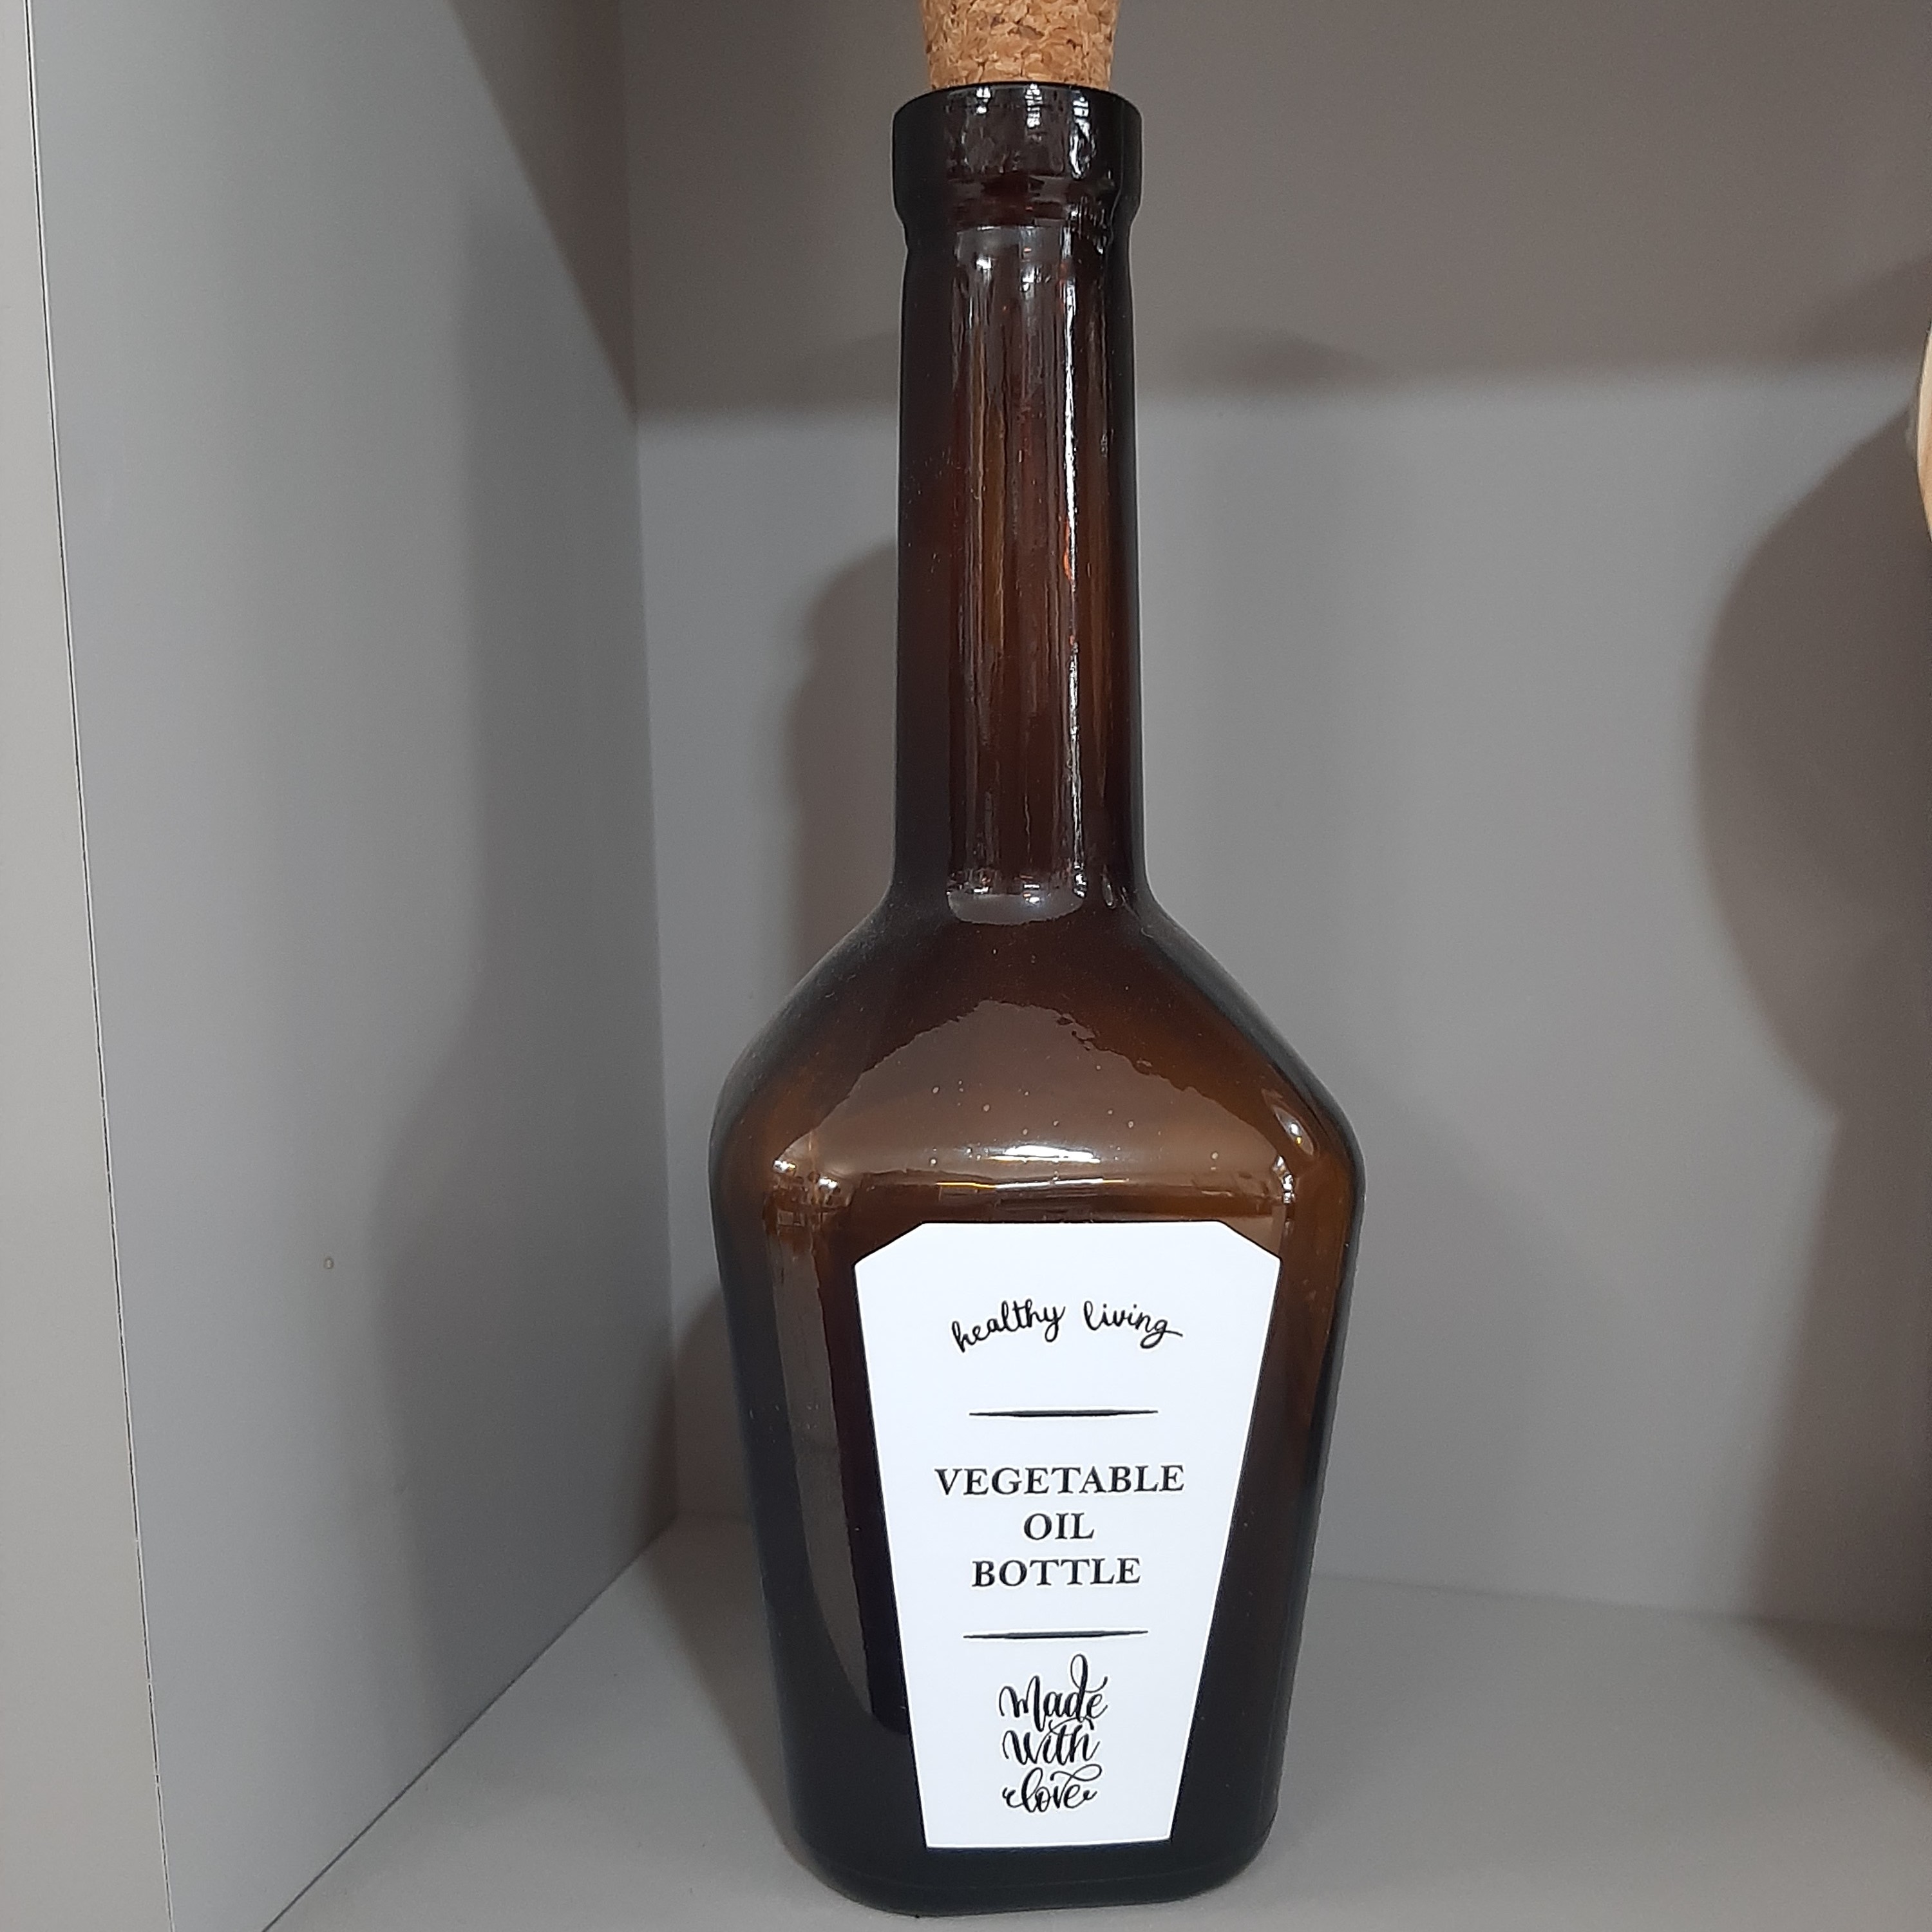 healthy living
VEGETABLE
OIL
BOTTLE
Made
With
love